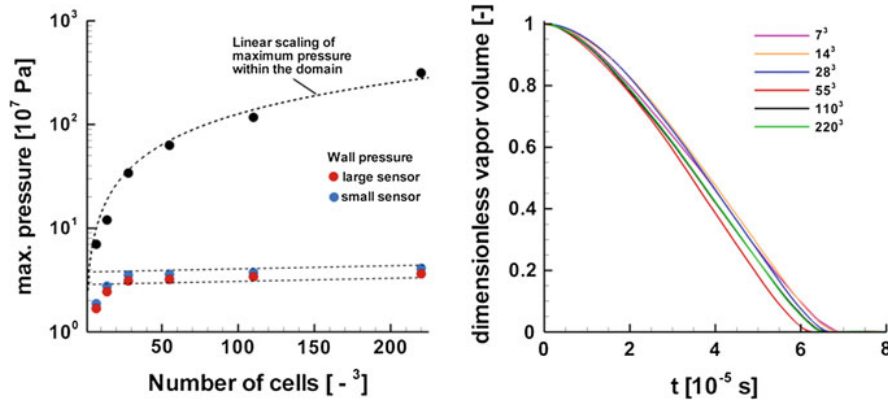 max. pressure [10⁷ Pa]
10³
10²
10¹
10⁰
Linear scaling of
maximum pressure
within the domain
Wall pressure
large sensor
small sensor
50
100
150
200
Number of cells [ - ³ ]
dimensionless vapor volume [-]
1
0.8
0.6
0.4
0.2
0
7³
14³
28³
55³
110³
220³
0
2
4
6
8
t [10⁻⁵ s]